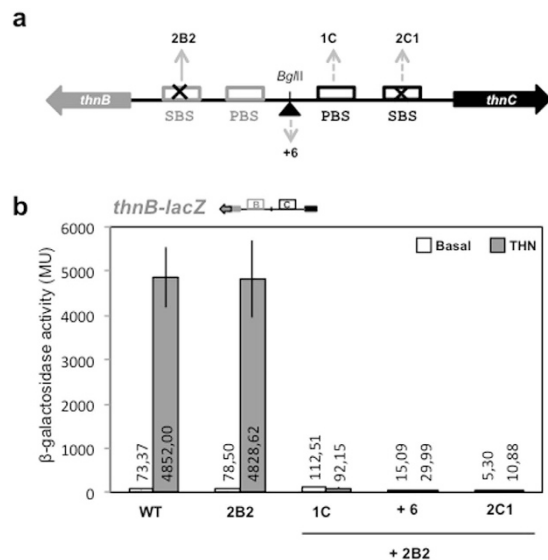 a
2B2 1C 2C1
BglII
thnB thnC
SBS PBS PBS SBS
+6
b
thnB-lacZ B C
Basal THN
β-galactosidase activity (MU)
6000
5000
4000
3000
2000
1000
0
73,37 4852,00 78,50 4828,62 112,51 92,15 15,09 29,99 5,30 10,88
WT 2B2 1C + 6 2C1
+ 2B2